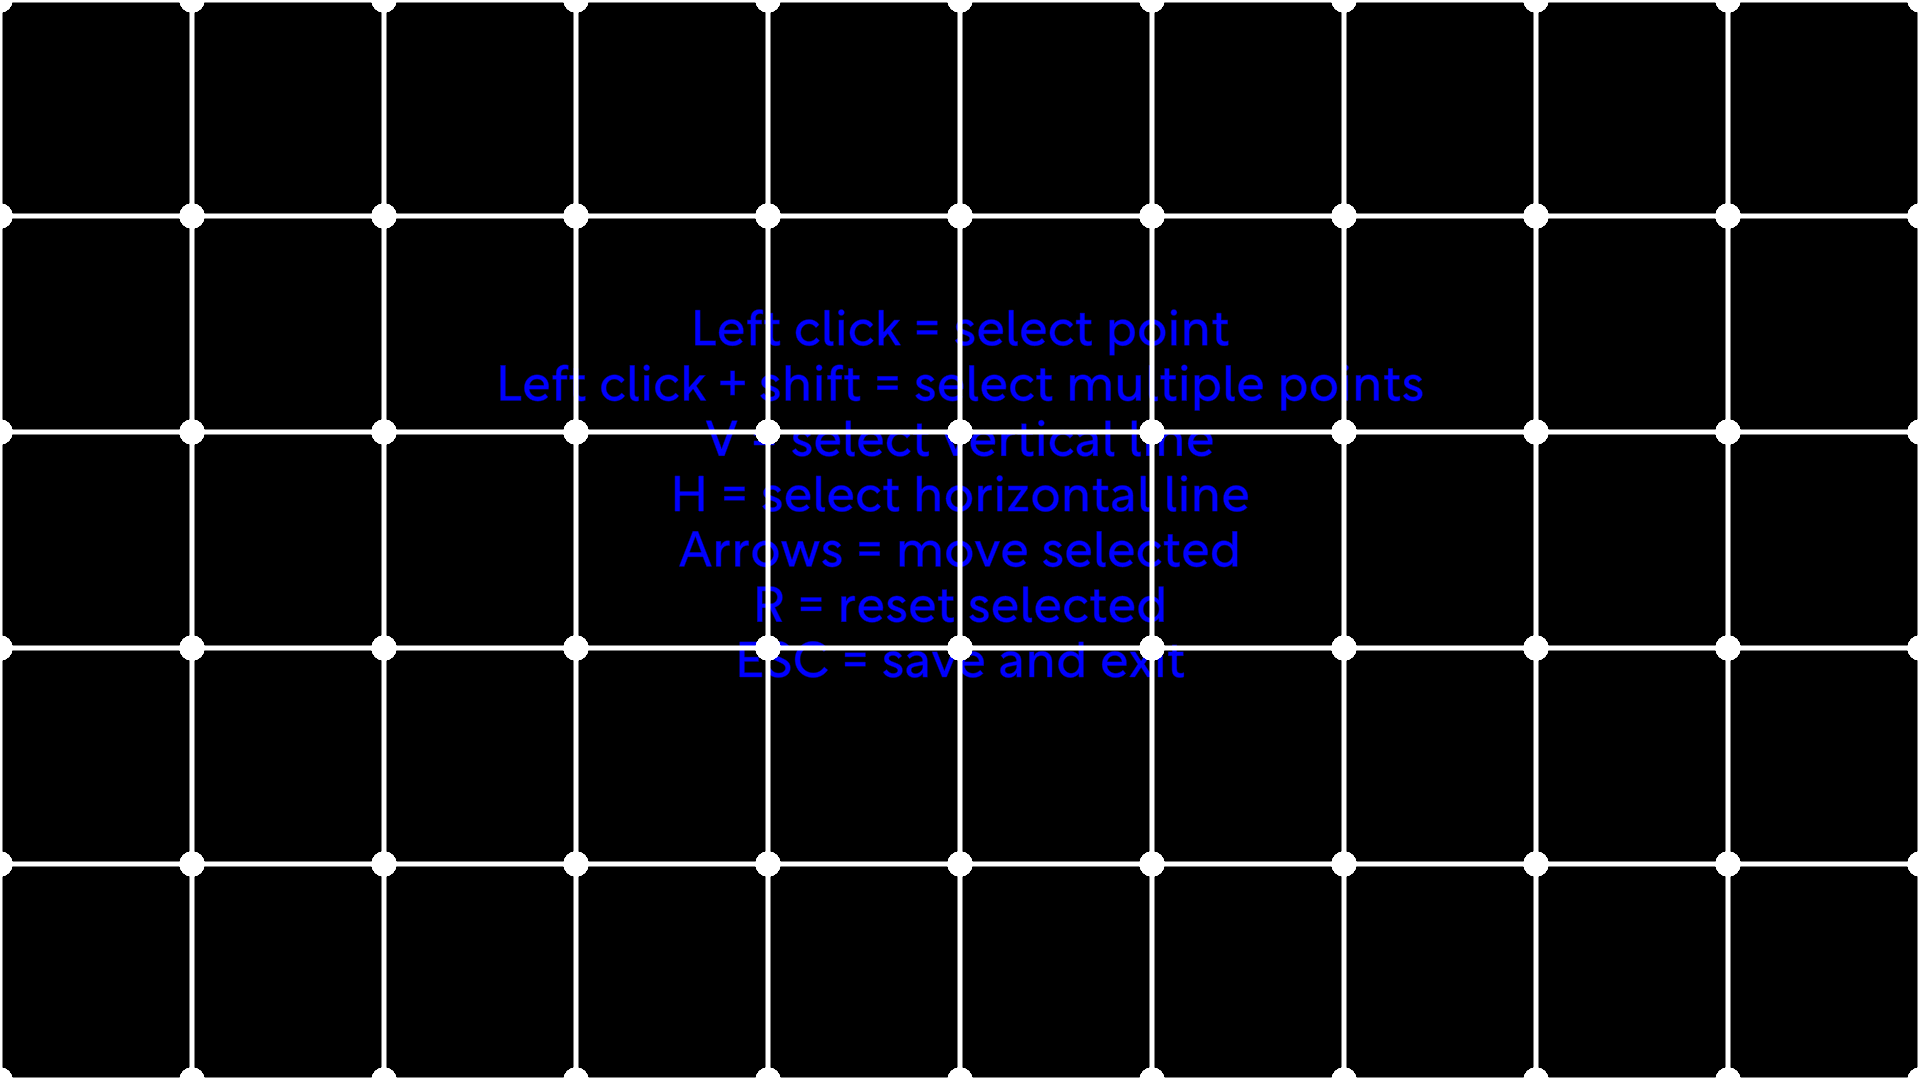 Left click = select point
Left click + shift = select multiple points
V = select vertical line
H = select horizontal line
Arrows = move selected
R = reset selected
ESC = save and exit